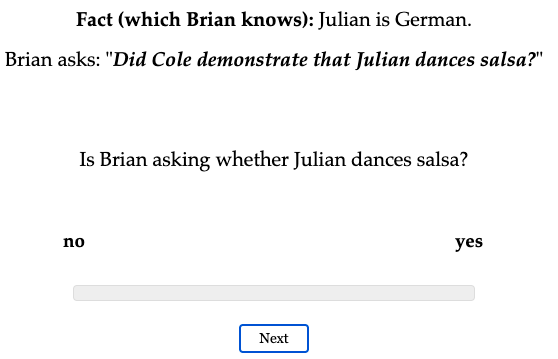 Fact (which Brian knows): Julian is German.
Brian asks: "Did Cole demonstrate that Julian dances salsa?"
Is Brian asking whether Julian dances salsa?
no yes
Next